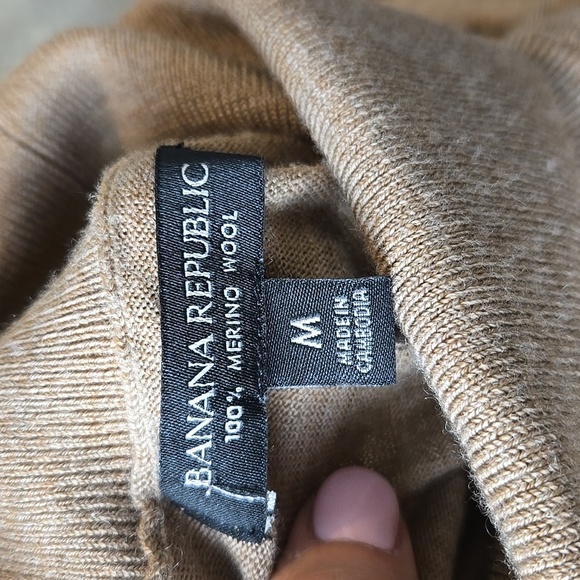 BANANA REPUBLIC
100% MERINO WOOL
M
MADE IN
CAMBODIA